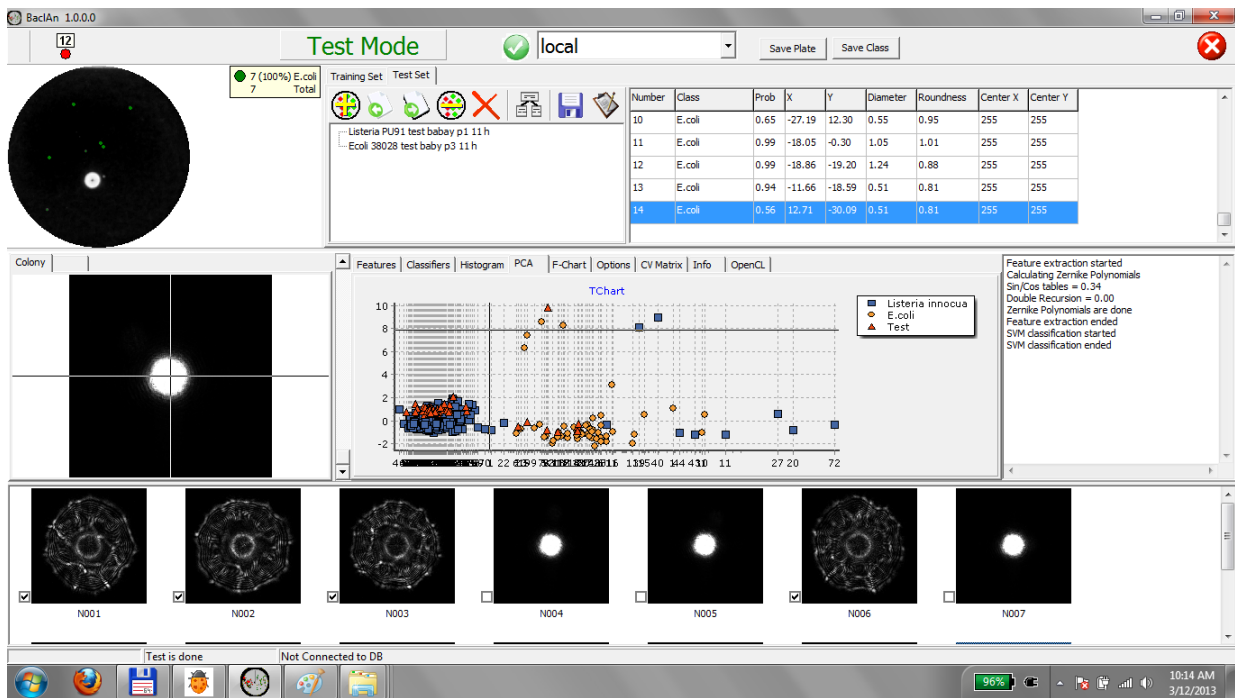 BacIAn 1.0.0.0
12
Test Mode
local
Save Plate
Save Class
7 (100%) E.coli
7 Total
Training Set Test Set
Listeria PU91 test babay p1 11 h
Ecoli 38028 test baby p3 11 h
Number Class Prob X Y Diameter Roundness Center X Center Y
10 E.coli 0.65 -27.19 12.30 0.55 0.95 255 255
11 E.coli 0.99 -18.05 -0.30 1.05 1.01 255 255
12 E.coli 0.99 -18.86 -19.20 1.24 0.88 255 255
13 E.coli 0.94 -11.66 -18.59 0.51 0.81 255 255
14 E.coli 0.56 12.71 -30.09 0.51 0.81 255 255
Colony
Features Classifiers Histogram PCA F-Chart Options CV Matrix Info OpenCL
TChart
10
8
6
4
2
0
-2
1 22 40 11 27 20 72
Listeria innocua
E.coli
Test
Feature extraction started
Calculating Zernike Polynomials
Sin/Cos tables = 0.34
Double Recursion = 0.00
Zernike Polynomials are done
Feature extraction ended
SVM classification started
SVM classification ended
N001 N002 N003 N004 N005 N006 N007
Test is done Not Connected to DB
96%
10:14 AM
3/12/2013